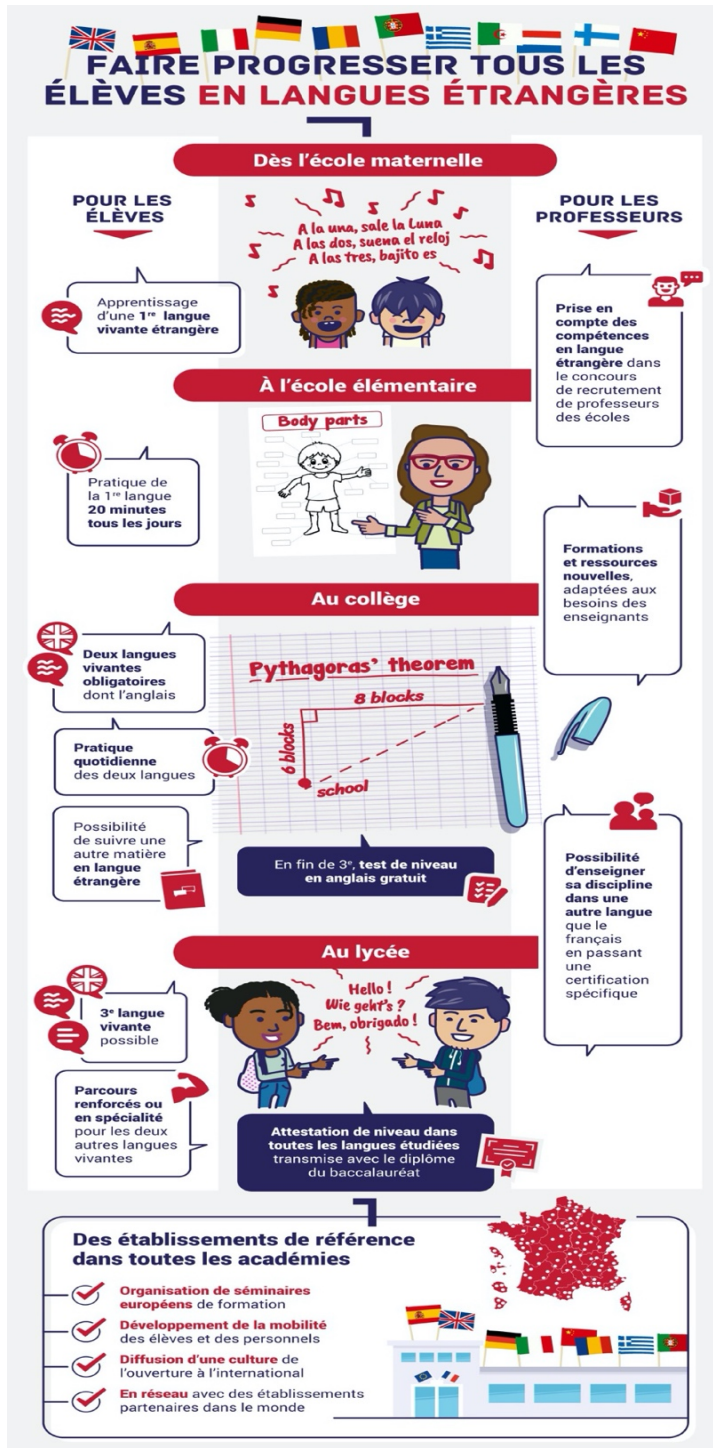 FAIRE PROGRESSER TOUS LES
ÉLÈVES EN LANGUES ÉTRANGÈRES
Dès l'école maternelle
POUR LES
ÉLÈVES
A la una, sale la Luna
A las dos, suena el reloj
A las tres, bajito es
POUR LES
PROFESSEURS
Apprentissage
d'une 1re langue
vivante étrangère
Prise en
compte des
compétences
en langue
étrangère dans
le concours
de recrutement
de professeurs
des écoles
À l'école élémentaire
Body parts
Pratique de
la 1re langue
20 minutes
tous les jours
Formations
et ressources
nouvelles,
adaptées aux
besoins des
enseignants
Au collège
Deux langues
vivantes
obligatoires
dont l'anglais
Pratique
quotidienne
des deux langues
Possibilité
de suivre une
autre matière
en langue
étrangère
Pythagoras' theorem
8 blocks
6 blocks
school
En fin de 3e, test de niveau
en anglais gratuit
Possibilité
d'enseigner
sa discipline
dans une
autre langue
que le
français
en passant
une
certification
spécifique
Au lycée
3e langue
vivante
possible
Parcours
renforcés ou
en spécialité
pour les deux
autres langues
vivantes
Hello !
Wie geht's ?
Bem, obrigado !
Attestation de niveau dans
toutes les langues étudiées
transmise avec le diplôme
du baccalauréat
Des établissements de référence
dans toutes les académies
Organisation de séminaires
européens de formation
Développement de la mobilité
des élèves et des personnels
Diffusion d'une culture de
l'ouverture à l'international
En réseau avec des établissements
partenaires dans le monde